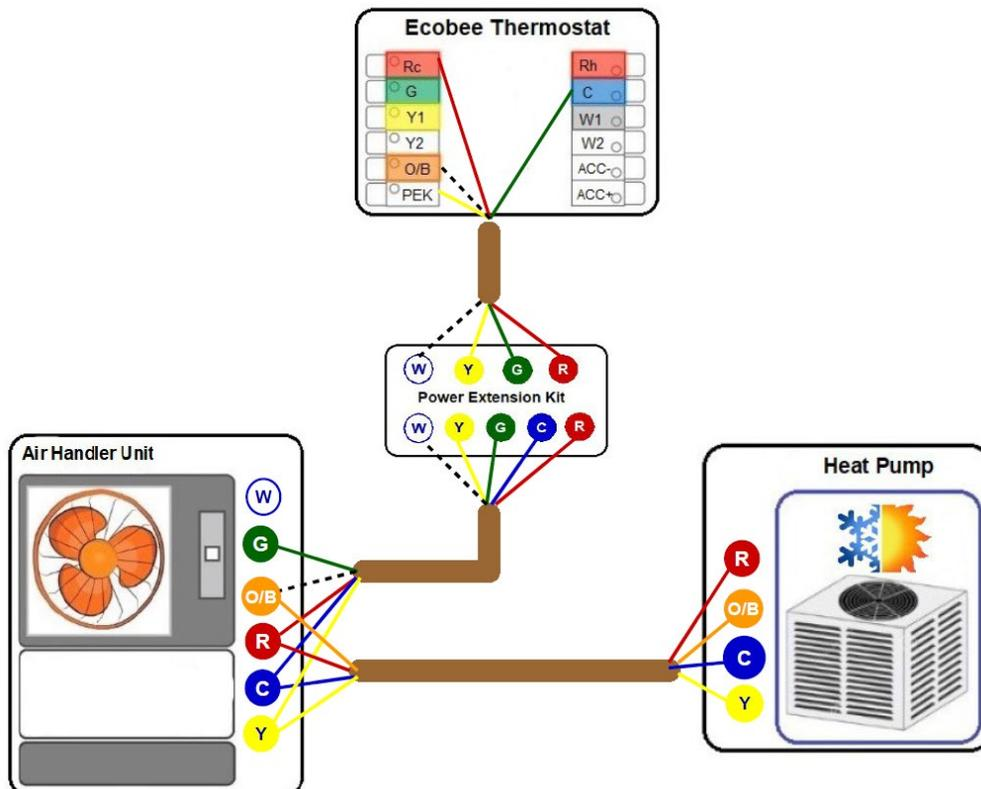 Ecobee Thermostat
Rc
G
Y1
Y2
O/B
PEK
Rh
C
W1
W2
ACC-
ACC+
W Y G R
Power Extension Kit
W Y G C R
Air Handler Unit
W
G
O/B
R
C
Y
Heat Pump
R
O/B
C
Y